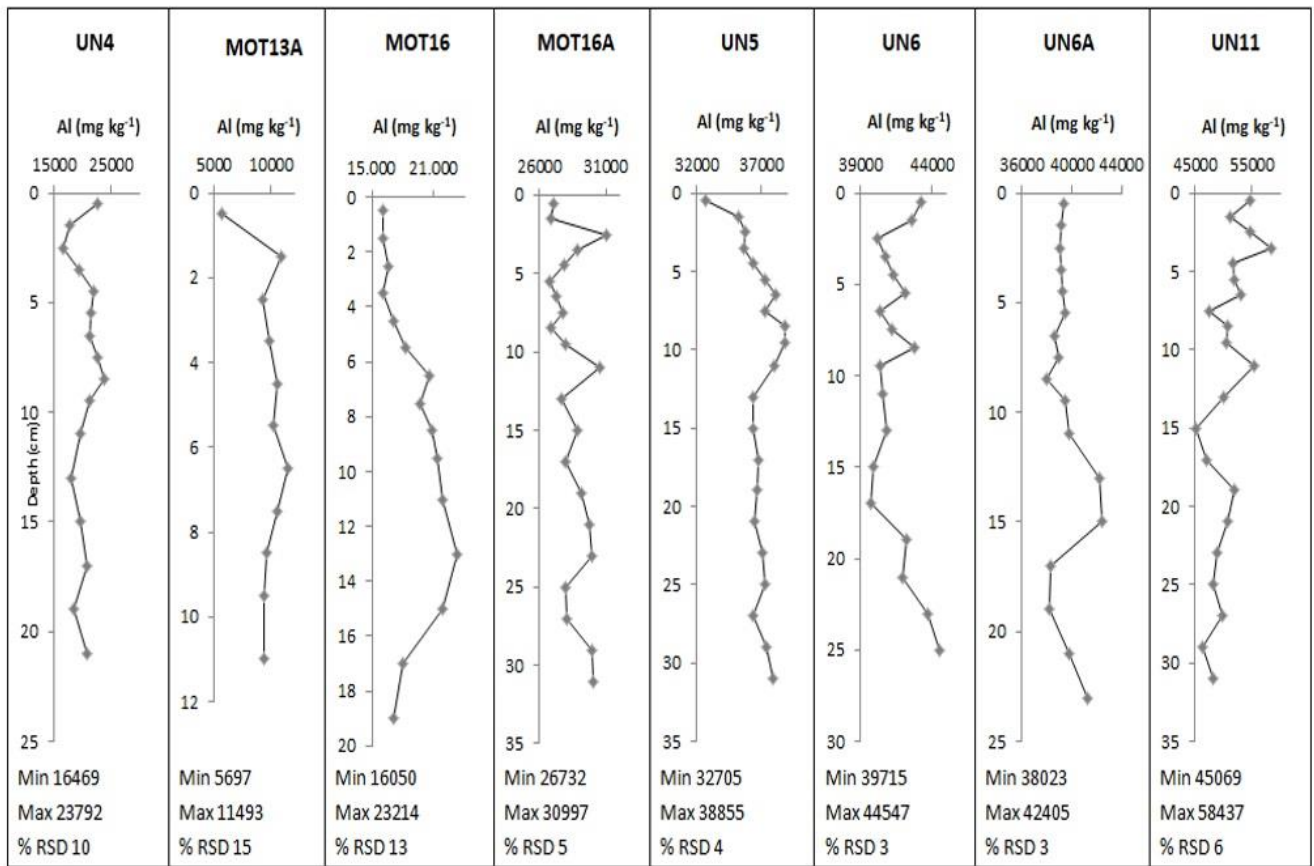 UN4
Al (mg kg⁻¹)
15000 25000
0
5
10
15
20
25
Depth (cm)
Min 16469
Max 23792
% RSD 10
MOT13A
Al (mg kg⁻¹)
5000 10000
0
2
4
6
8
10
12
Min 5697
Max 11493
% RSD 15
MOT16
Al (mg kg⁻¹)
15.000 21.000
0
2
4
6
8
10
12
14
16
18
20
Min 16050
Max 23214
% RSD 13
MOT16A
Al (mg kg⁻¹)
26000 31000
0
5
10
15
20
25
30
35
Min 26732
Max 30997
% RSD 5
UN5
Al (mg kg⁻¹)
32000 37000
0
5
10
15
20
25
30
35
Min 32705
Max 38855
% RSD 4
UN6
Al (mg kg⁻¹)
39000 44000
0
5
10
15
20
25
30
Min 39715
Max 44547
% RSD 3
UN6A
Al (mg kg⁻¹)
36000 40000 44000
0
5
10
15
20
25
Min 38023
Max 42405
% RSD 3
UN11
Al (mg kg⁻¹)
45000 55000
0
5
10
15
20
25
30
35
Min 45069
Max 58437
% RSD 6